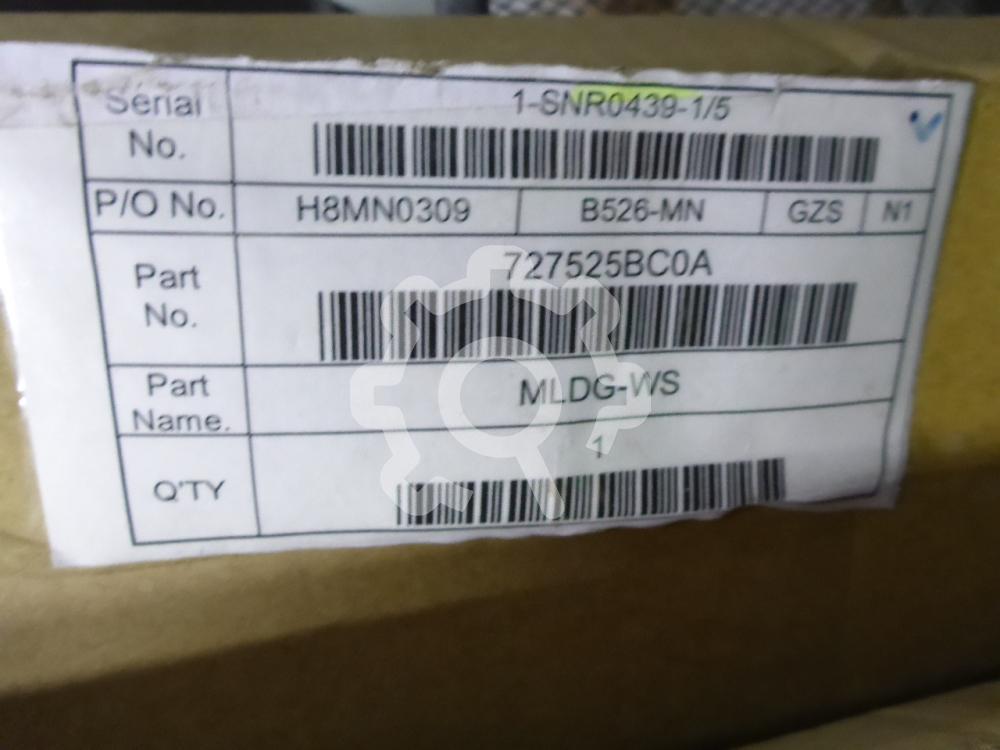 Serial No.
1-SNR0439-1/5
P/O No. H8MN0309 B526-MN GZS N1
Part No.
727525BC0A
Part Name.
MLDG-WS
Q'TY
1